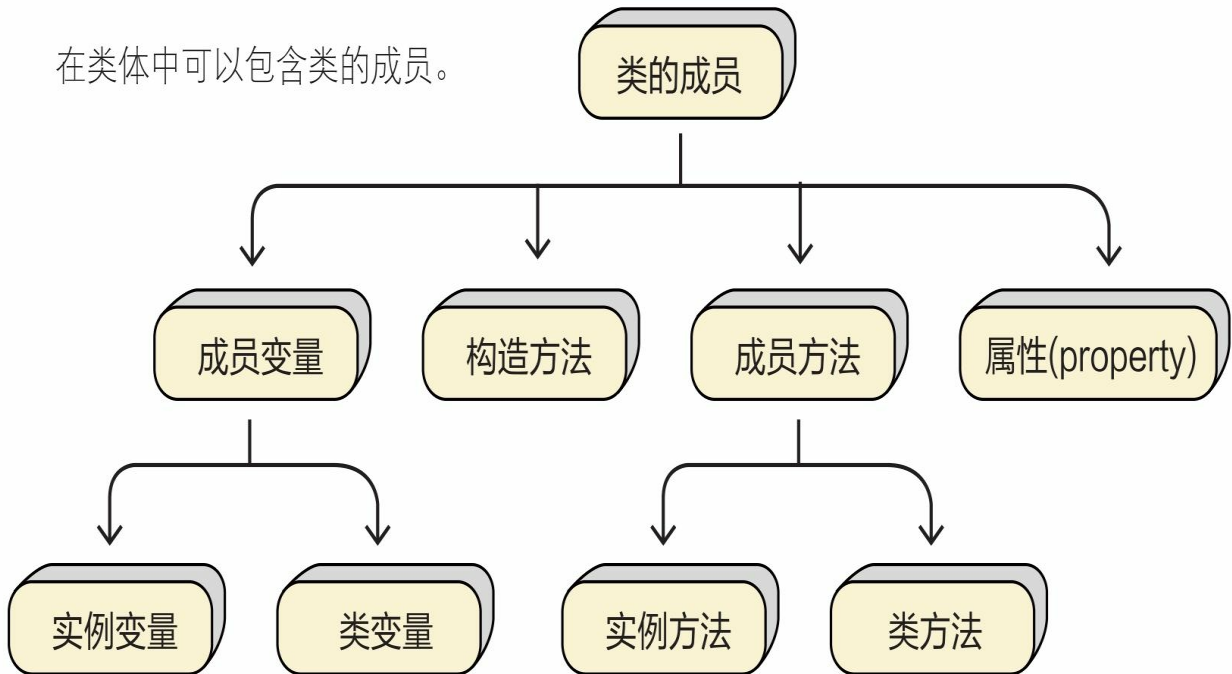 在类体中可以包含类的成员。
类的成员
成员变量
构造方法
成员方法
属性(property)
实例变量
类变量
实例方法
类方法